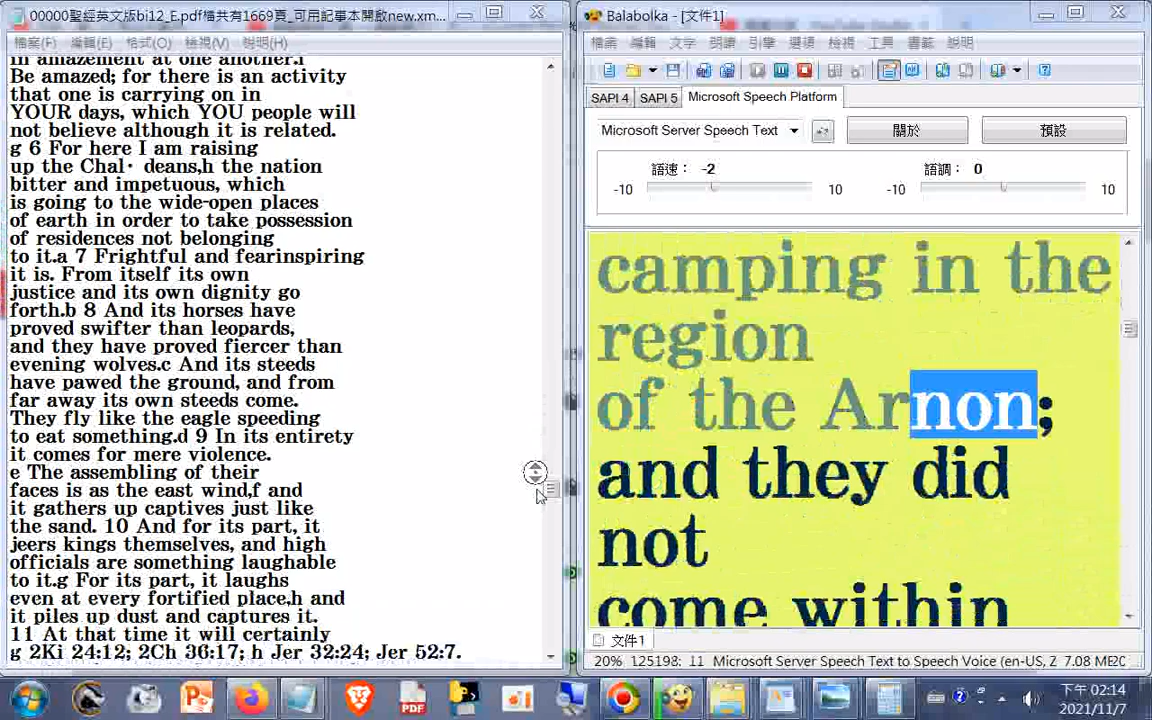 00000聖經英文版bi12_E.pdf檔共有1669頁_可用記事本開啟new.xm...
檔案(F) 編輯(E) 格式(O) 檢視(V) 說明(H)
in amazement at one another.f
Be amazed; for there is an activity
that one is carrying on in
YOUR days, which YOU people will
not believe although it is related.
g 6 For here I am raising
up the Chal· deans,h the nation
bitter and impetuous, which
is going to the wide-open places
of earth in order to take possession
of residences not belonging
to it.a 7 Frightful and fearinspiring
it is. From itself its own
justice and its own dignity go
forth.b 8 And its horses have
proved swifter than leopards,
and they have proved fiercer than
evening wolves.c And its steeds
have pawed the ground, and from
far away its own steeds come.
They fly like the eagle speeding
to eat something.d 9 In its entirety
it comes for mere violence.
e The assembling of their
faces is as the east wind,f and
it gathers up captives just like
the sand. 10 And for its part, it
jeers kings themselves, and high
officials are something laughable
to it.g For its part, it laughs
even at every fortified place,h and
it piles up dust and captures it.
11 At that time it will certainly
g 2Ki 24:12; 2Ch 36:17; h Jer 32:24; Jer 52:7.
Balabolka - [文件1]
檔案 編輯 文字 朗讀 引擎 選項 檢視 工具 書籤 說明
SAPI 4 SAPI 5 Microsoft Speech Platform
Microsoft Server Speech Text 關於 預設
語速： -2 語調： 0
-10 10 -10 10
camping in the
region
of the Arnon;
and they did
not
come within
文件1
20% 125198: 11 Microsoft Server Speech Text to Speech Voice (en-US, Z 7.08 ME20
PDF
下午 02:14
2021/11/7